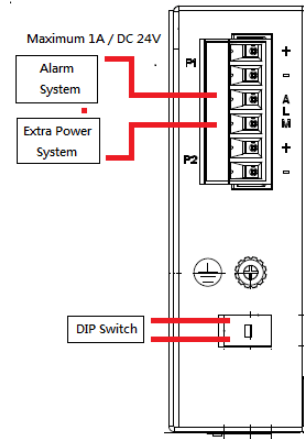 Maximum 1A / DC 24V
Alarm
System
Extra Power
System
P1
+
-
A
L
M
+
-
P2
DIP Switch